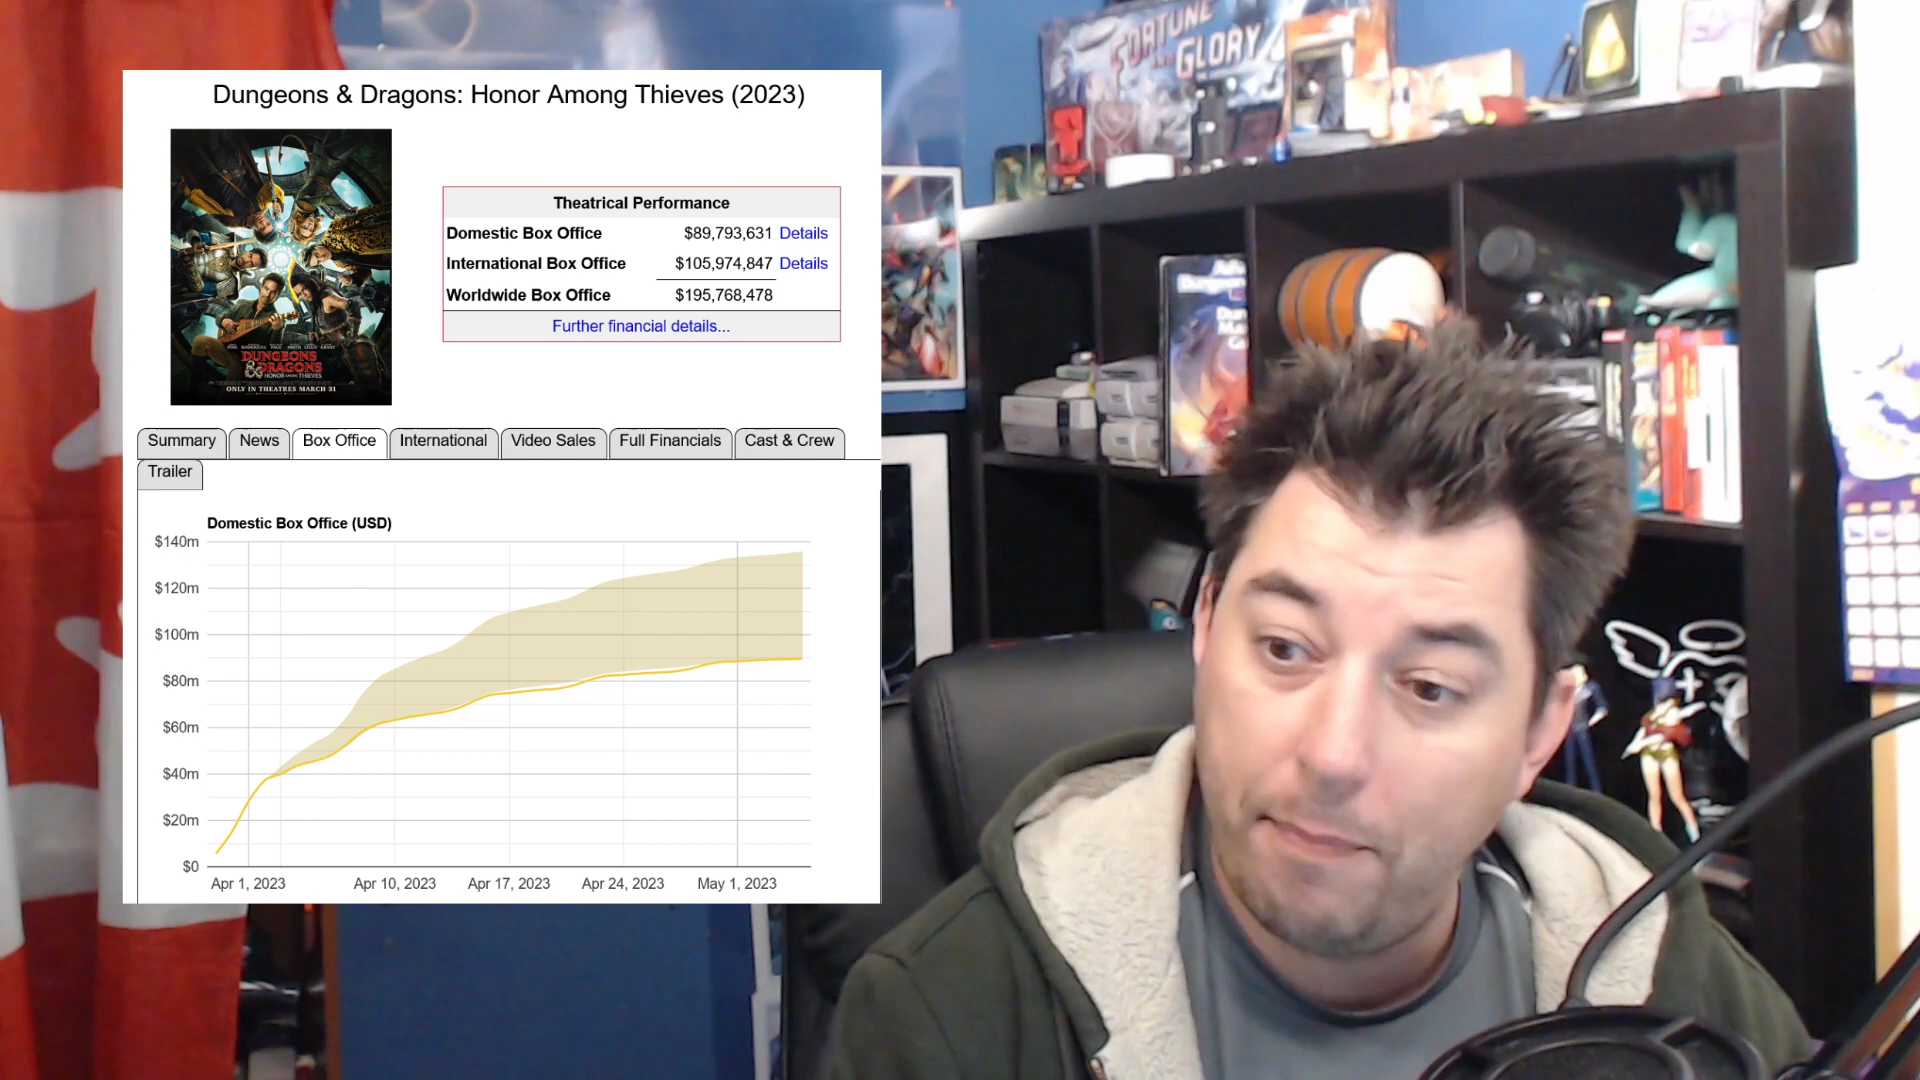 Dungeons & Dragons: Honor Among Thieves (2023)
Theatrical Performance
Domestic Box Office $89,793,631 Details
International Box Office $105,974,847 Details
Worldwide Box Office $195,768,478
Further financial details...
DUNGEONS
& DRAGONS
HONOR AMONG THIEVES
ONLY IN THEATRES MARCH 31
Summary News Box Office International Video Sales Full Financials Cast & Crew
Trailer
Domestic Box Office (USD)
$140m
$120m
$100m
$80m
$60m
$40m
$20m
$0
Apr 1, 2023 Apr 10, 2023 Apr 17, 2023 Apr 24, 2023 May 1, 2023
FORTUNE
AND
GLORY